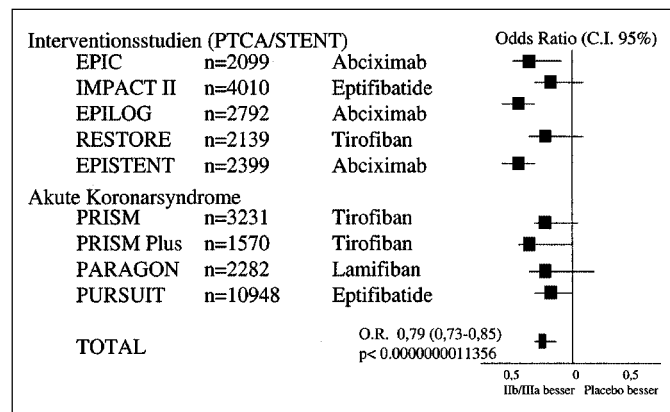 Interventionsstudien (PTCA/STENT) Odds Ratio (C.I. 95%)
EPIC n=2099 Abciximab
IMPACT II n=4010 Eptifibatide
EPILOG n=2792 Abciximab
RESTORE n=2139 Tirofiban
EPISTENT n=2399 Abciximab
Akute Koronarsyndrome
PRISM n=3231 Tirofiban
PRISM Plus n=1570 Tirofiban
PARAGON n=2282 Lamifiban
PURSUIT n=10948 Eptifibatide
TOTAL O.R. 0,79 (0,73-0,85)
p< 0.0000000011356
0,5 0 0,5
IIb/IIIa besser Placebo besser